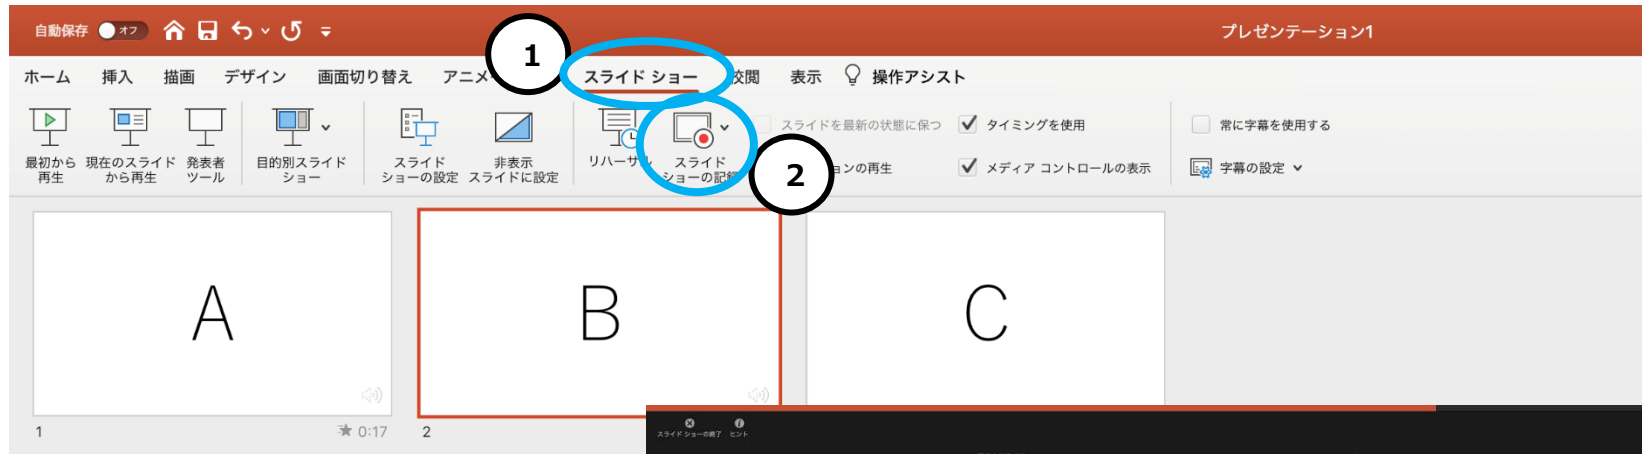 自動保存 オフ
プレゼンテーション1
1
ホーム 挿入 描画 デザイン 画面切り替え アニメ スライド ショー 校閲 表示 操作アシスト
最初から
再生
現在のスライド
から再生
発表者
ツール
目的別スライド
ショー
スライド
ショーの設定
非表示
スライドに設定
リハーサル
スライド
ショーの記録
2
スライドを最新の状態に保つ
ションの再生
タイミングを使用
メディア コントロールの表示
常に字幕を使用する
字幕の設定
A
B
C
1
0:17
2
スライド ショーの終了 ヒント